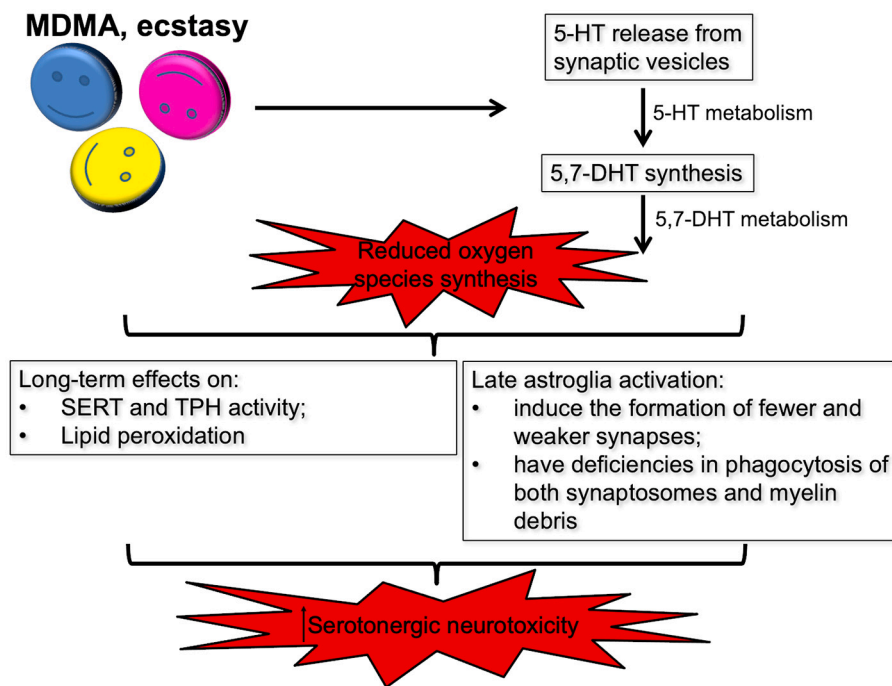 MDMA, ecstasy
5-HT release from
synaptic vesicles
5-HT metabolism
5,7-DHT synthesis
5,7-DHT metabolism
Reduced oxygen
species synthesis
Long-term effects on:
• SERT and TPH activity;
• Lipid peroxidation
Late astroglia activation:
• induce the formation of fewer and
weaker synapses;
• have deficiencies in phagocytosis of
both synaptosomes and myelin
debris
↑Serotonergic neurotoxicity